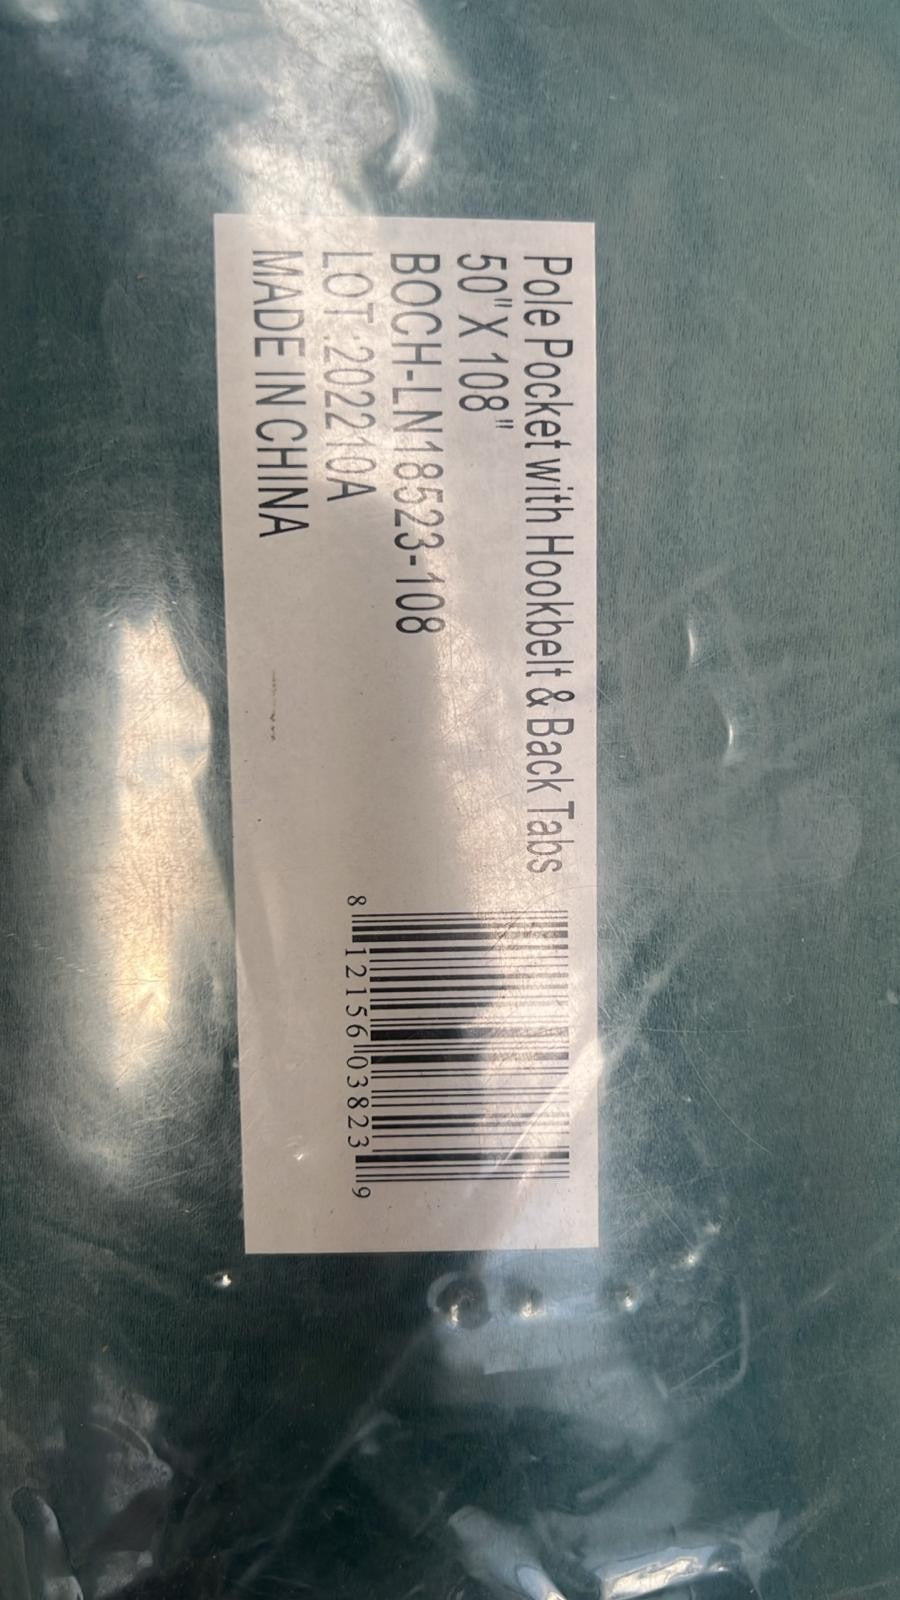 Pole Pocket with Hookbelt & Back Tabs
50" X 108"
BOCH-LN18523-108
LOT :202210A
MADE IN CHINA
8 12156 03823 9